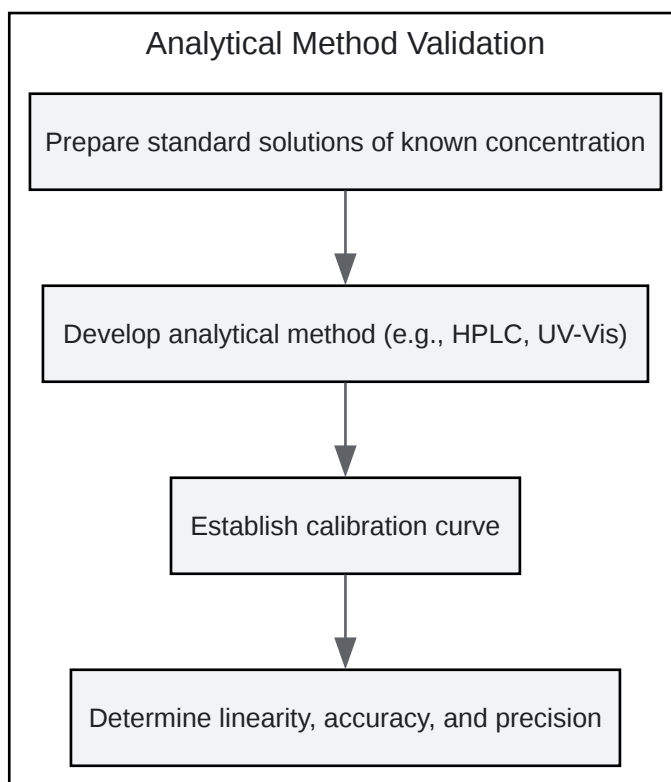 Analytical Method Validation
Prepare standard solutions of known concentration
Develop analytical method (e.g., HPLC, UV-Vis)
Establish calibration curve
Determine linearity, accuracy, and precision